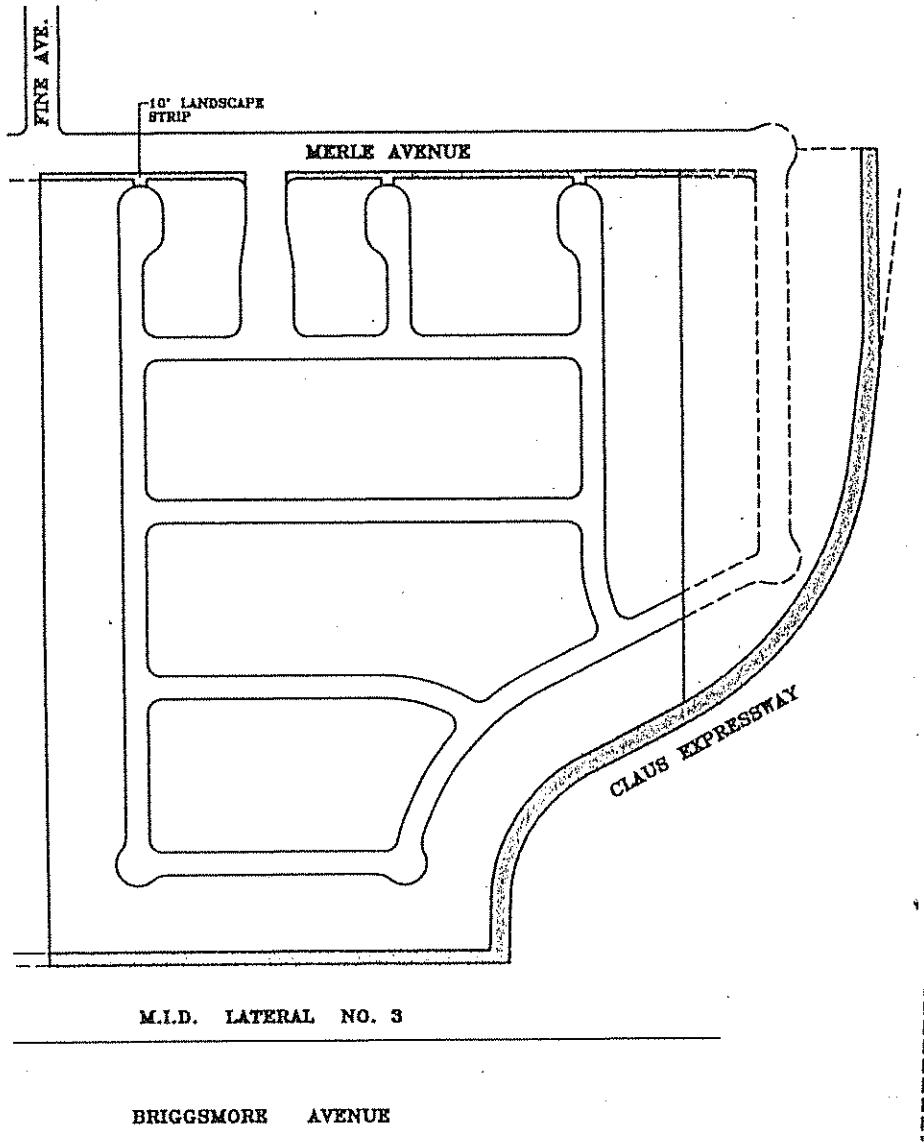 FINE AVE.
10' LANDSCAPE
STRIP
MERLE AVENUE
CLAUS EXPRESSWAY
M.I.D. LATERAL NO. 3
BRIGGSMORE AVENUE